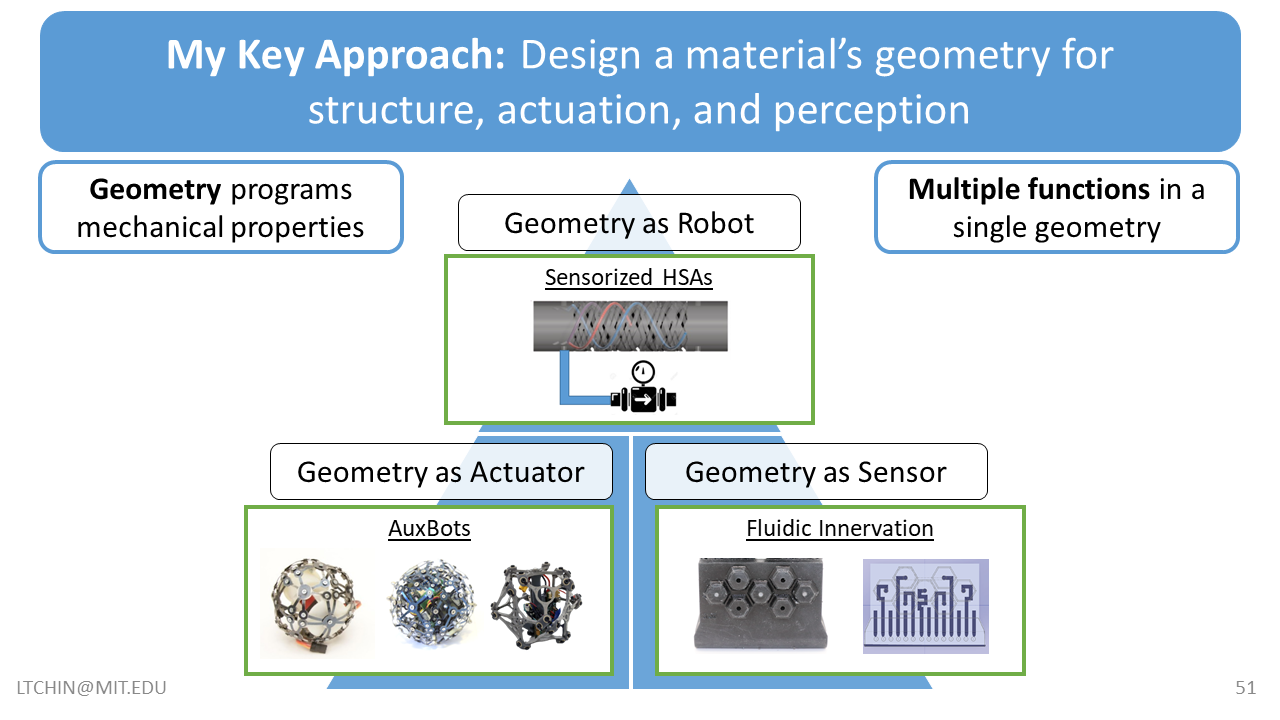 My Key Approach: Design a material’s geometry for
structure, actuation, and perception
Geometry programs
mechanical properties
Multiple functions in a
single geometry
Geometry as Robot
Sensorized HSAs
Geometry as Actuator
Geometry as Sensor
AuxBots
Fluidic Innervation
LTCHIN@MIT.EDU
51